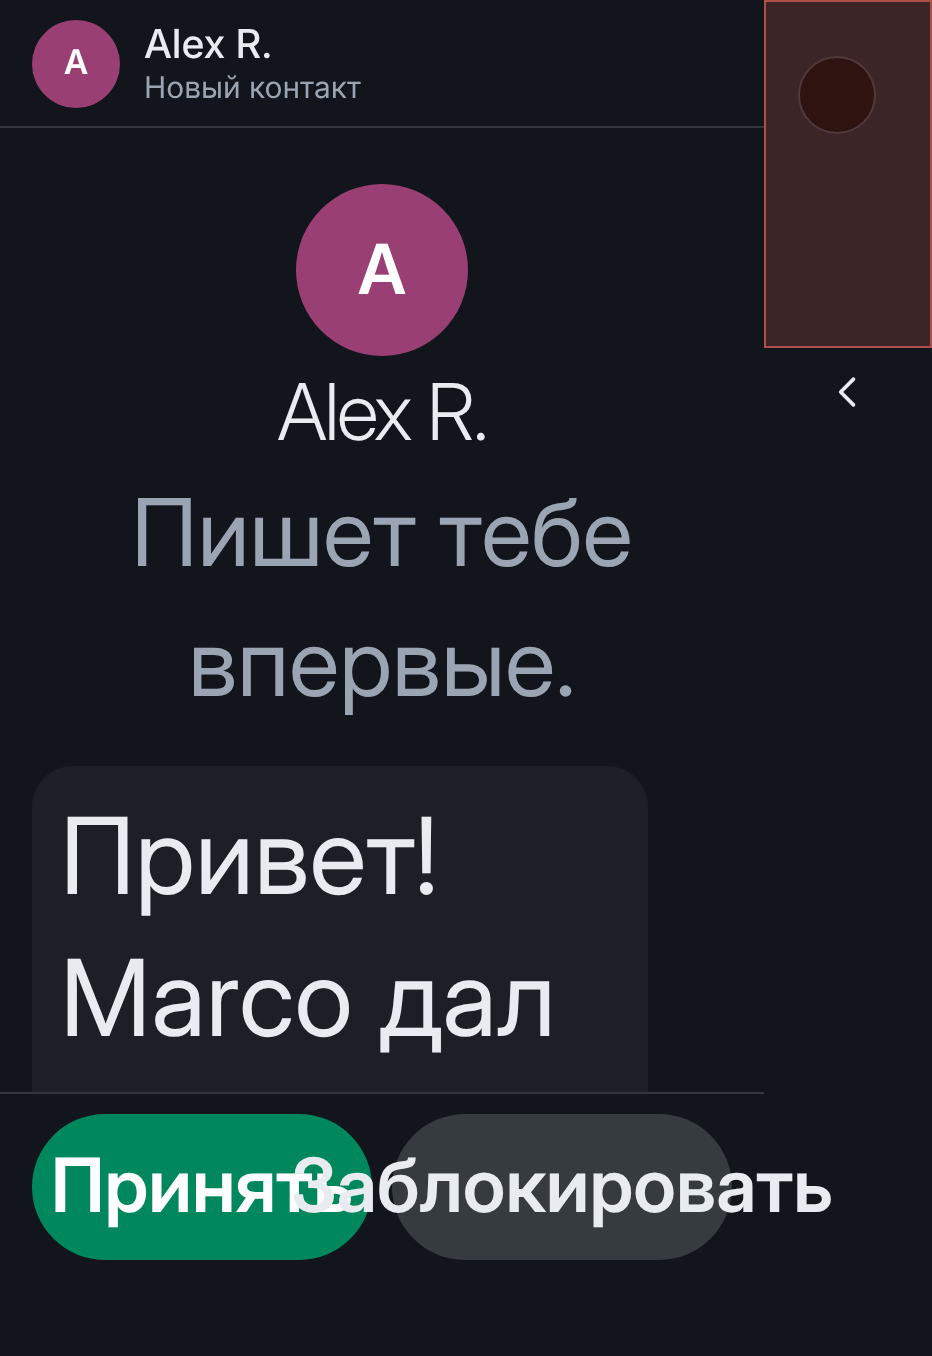 A
Alex R.
Новый контакт
A
Alex R.
Пишет тебе
впервые.
Привет!
Marco дал
Принять
Заблокировать